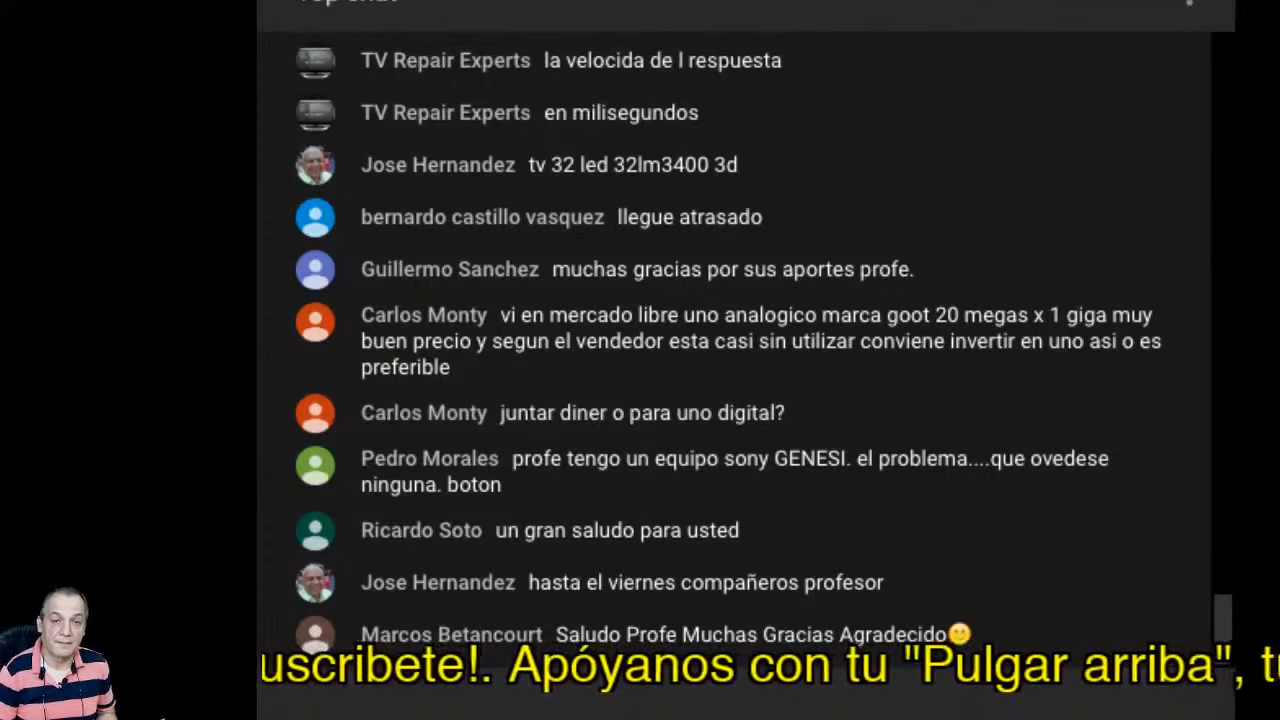 TV Repair Experts la velocida de l respuesta
TV Repair Experts en milisegundos
Jose Hernandez tv 32 led 32lm3400 3d
bernardo castillo vasquez llegue atrasado
Guillermo Sanchez muchas gracias por sus aportes profe.
Carlos Monty vi en mercado libre uno analogico marca goot 20 megas x 1 giga muy
buen precio y segun el vendedor esta casi sin utilizar conviene invertir en uno asi o es
preferible
Carlos Monty juntar diner o para uno digital?
Pedro Morales profe tengo un equipo sony GENESI. el problema....que ovedese
ninguna. boton
Ricardo Soto un gran saludo para usted
Jose Hernandez hasta el viernes compañeros profesor
Marcos Betancourt Saludo Profe Muchas Gracias Agradecido🙂
uscribete!. Apóyanos con tu "Pulgar arriba", tu